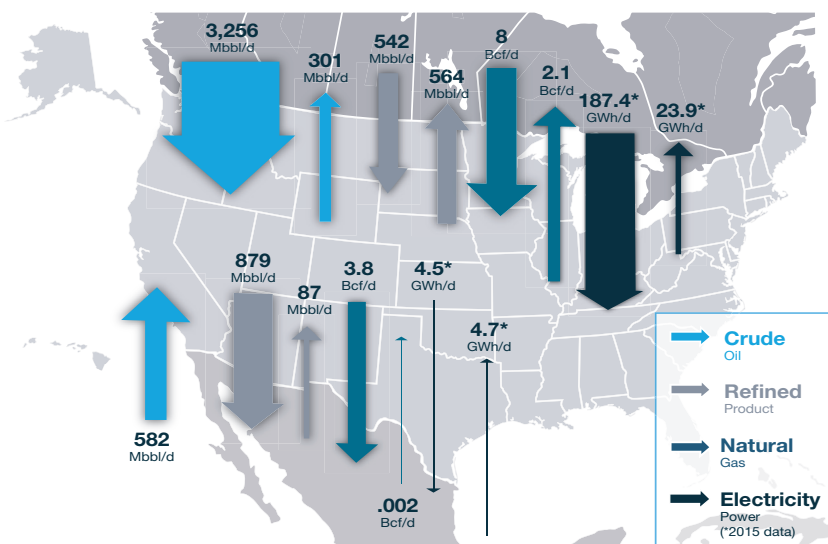 3,256
Mbbl/d
301
Mbbl/d
542
Mbbl/d
564
Mbbl/d
8
Bcf/d
2.1
Bcf/d
187.4*
GWh/d
23.9*
GWh/d
879
Mbbl/d
87
Mbbl/d
3.8
Bcf/d
4.5*
GWh/d
4.7*
GWh/d
582
Mbbl/d
.002
Bcf/d
Crude
Oil
Refined
Product
Natural
Gas
Electricity
Power
(*2015 data)